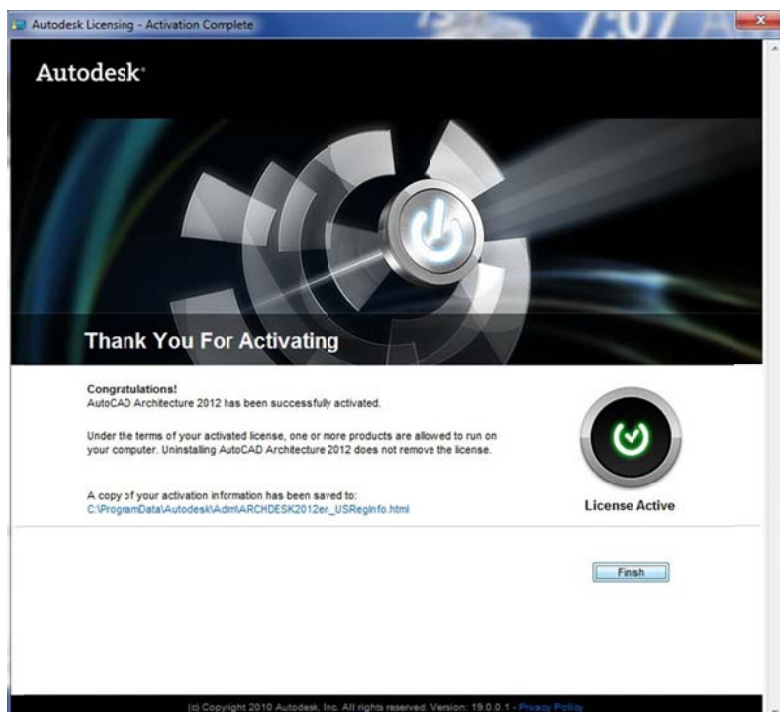 Autodesk Licensing - Activation Complete
7:07 A
Autodesk®
Thank You For Activating
Congratulations!
AutoCAD Architecture 2012 has been successfully activated.
Under the terms of your activated license, one or more products are allowed to run on
your computer. Uninstalling AutoCAD Architecture 2012 does not remove the license.
A copy of your activation information has been saved to:
C:\ProgramData\Autodesk\Adm\ARCHDESK2012er_USRegInfo.html
License Active
Finish
(c) Copyright 2010 Autodesk, Inc. All rights reserved. Version: 19.0.0.1 - Privacy Policy